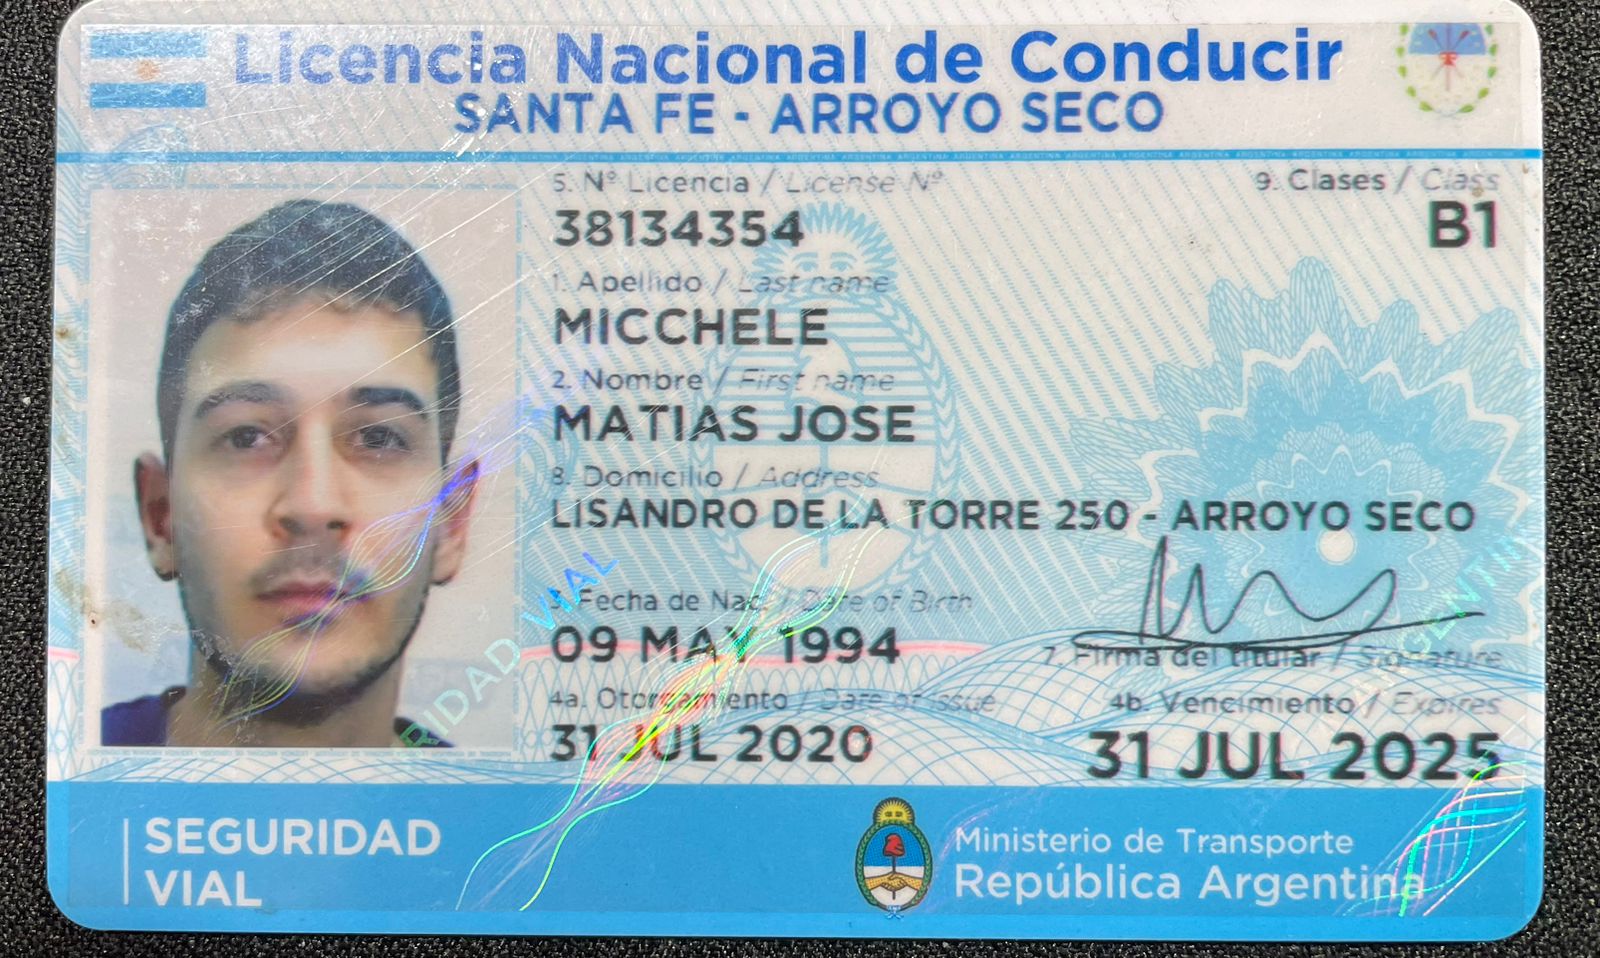 Licencia Nacional de Conducir
SANTA FE - ARROYO SECO
5. Nº Licencia / License Nº
9. Clases / Class
38134354
B1
1. Apellido / Last name
MICCHELE
2. Nombre / First name
MATIAS JOSE
8. Domicilio / Address
LISANDRO DE LA TORRE 250 - ARROYO SECO
3. Fecha de Nac. / Date of Birth
09 MAY 1994
7. Firma del titular / Signature
4a. Otorgamiento / Date of issue
4b. Vencimiento / Expires
31 JUL 2020
31 JUL 2025
SEGURIDAD
VIAL
Ministerio de Transporte
República Argentina